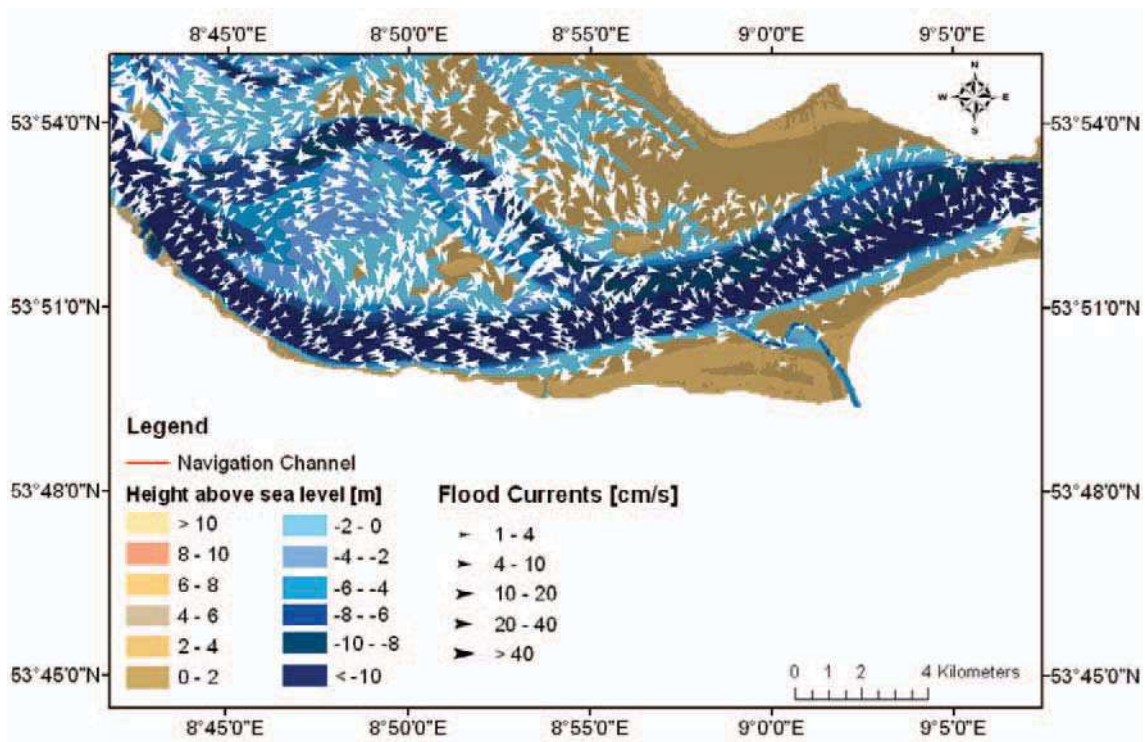 8°45'0"E 8°50'0"E 8°55'0"E 9°0'0"E 9°5'0"E
N
W E
S
53°54'0"N 53°54'0"N
53°51'0"N 53°51'0"N
53°48'0"N 53°48'0"N
53°45'0"N 53°45'0"N
Legend
Navigation Channel
Height above sea level [m]
> 10
8 - 10
6 - 8
4 - 6
2 - 4
0 - 2
-2 - 0
-4 - -2
-6 - -4
-8 - -6
-10 - -8
< -10
Flood Currents [cm/s]
1 - 4
4 - 10
10 - 20
20 - 40
> 40
0 1 2 4 Kilometers
8°45'0"E 8°50'0"E 8°55'0"E 9°0'0"E 9°5'0"E